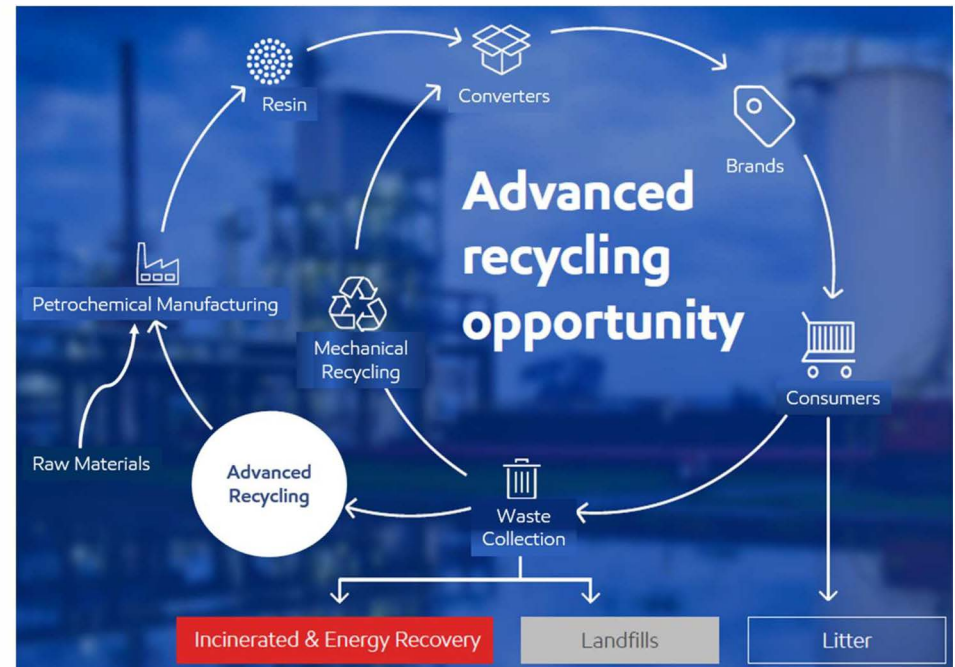 Resin
Converters
Brands
Advanced
recycling
opportunity
Petrochemical Manufacturing
Mechanical
Recycling
Consumers
Raw Materials
Advanced
Recycling
Waste
Collection
Incinerated & Energy Recovery
Landfills
Litter